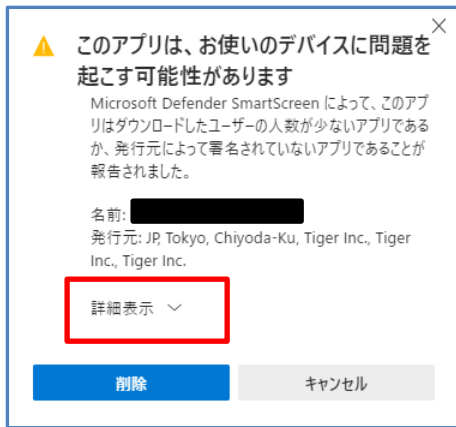 このアプリは、お使いのデバイスに問題を
起こす可能性があります
Microsoft Defender SmartScreen によって、このアプ
リはダウンロードしたユーザーの人数が少ないアプリである
か、発行元によって署名されていないアプリであることが
報告されました。
名前:
発行元: JP, Tokyo, Chiyoda-Ku, Tiger Inc., Tiger
Inc., Tiger Inc.
詳細表示
削除 キャンセル